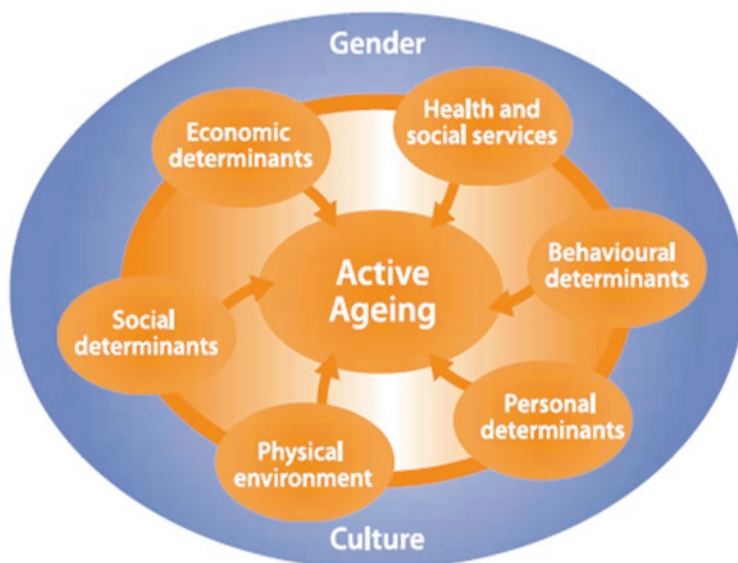 Gender
Economic
determinants
Health and
social services
Active
Ageing
Behavioural
determinants
Social
determinants
Personal
determinants
Physical
environment
Culture